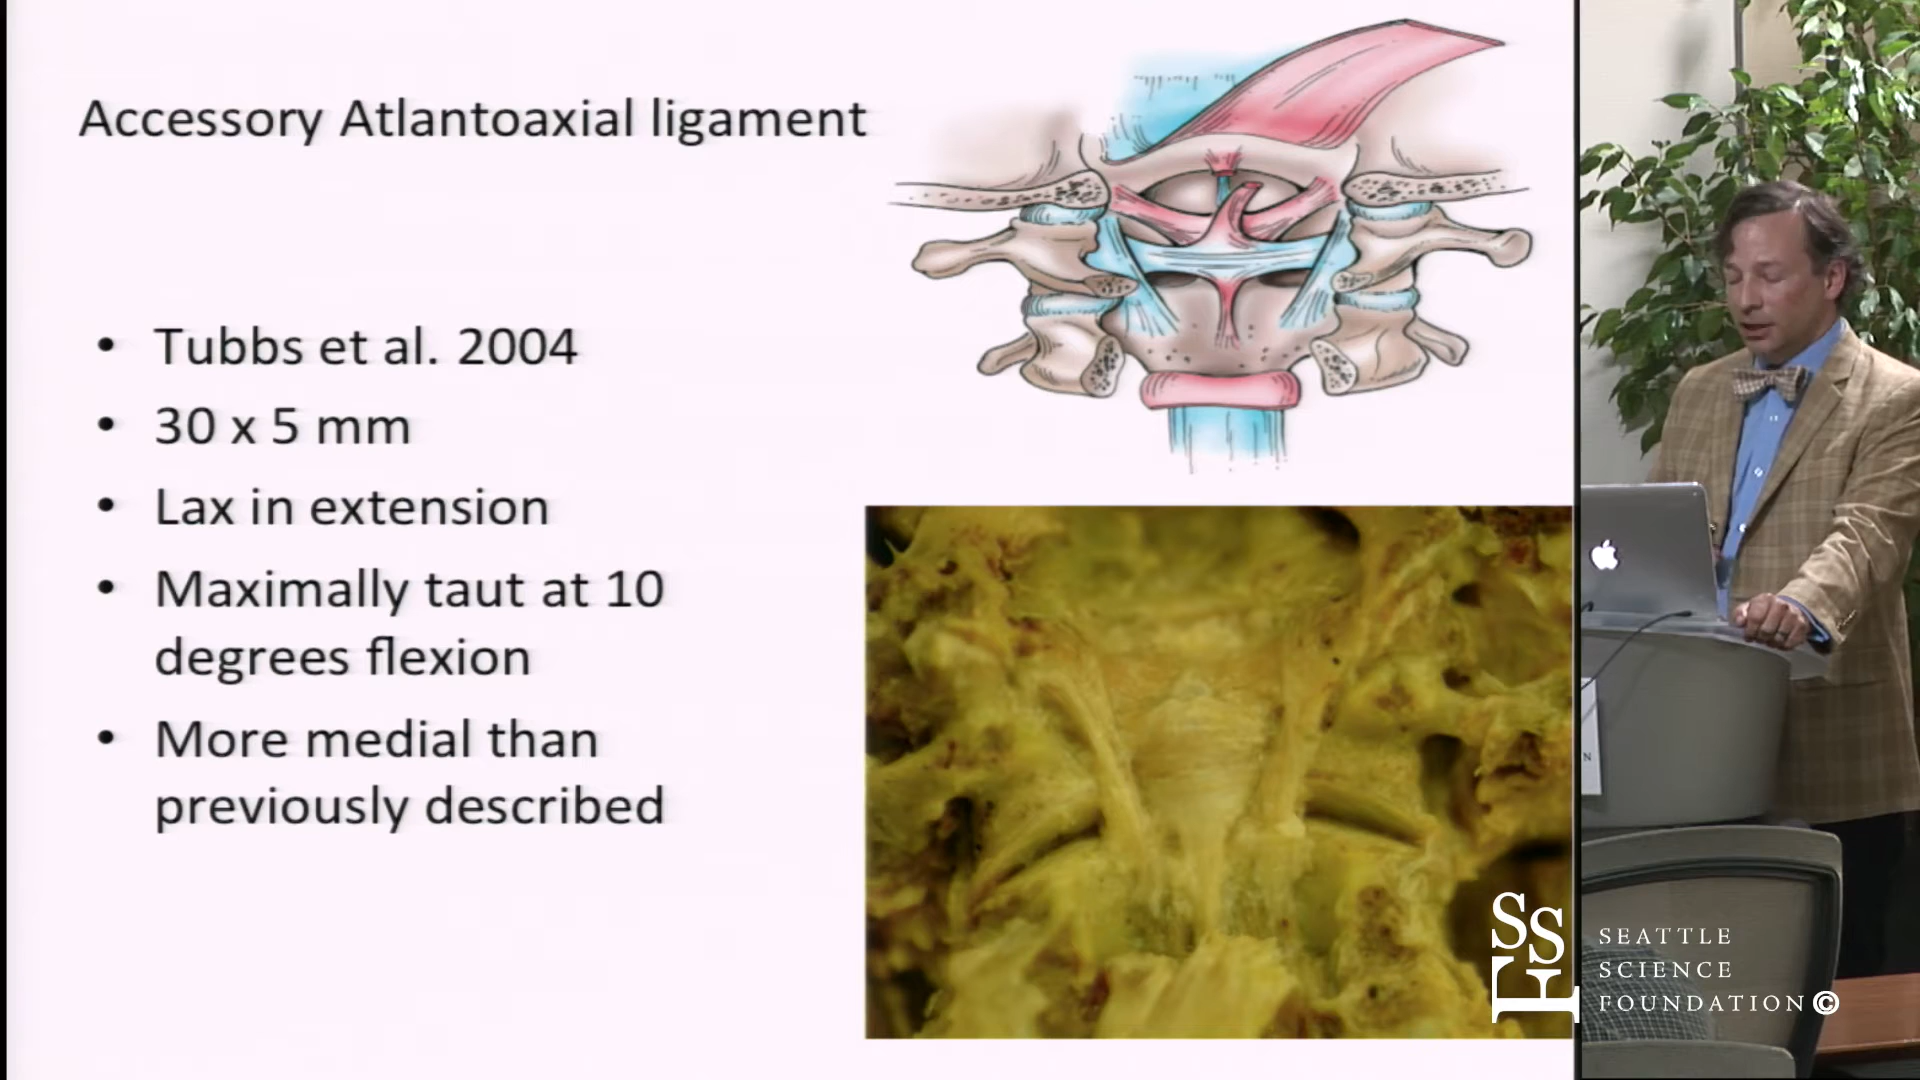 Accessory Atlantoaxial ligament
• Tubbs et al. 2004
• 30 x 5 mm
• Lax in extension
• Maximally taut at 10
degrees flexion
• More medial than
previously described
N
SSF
SEATTLE
SCIENCE
FOUNDATION©